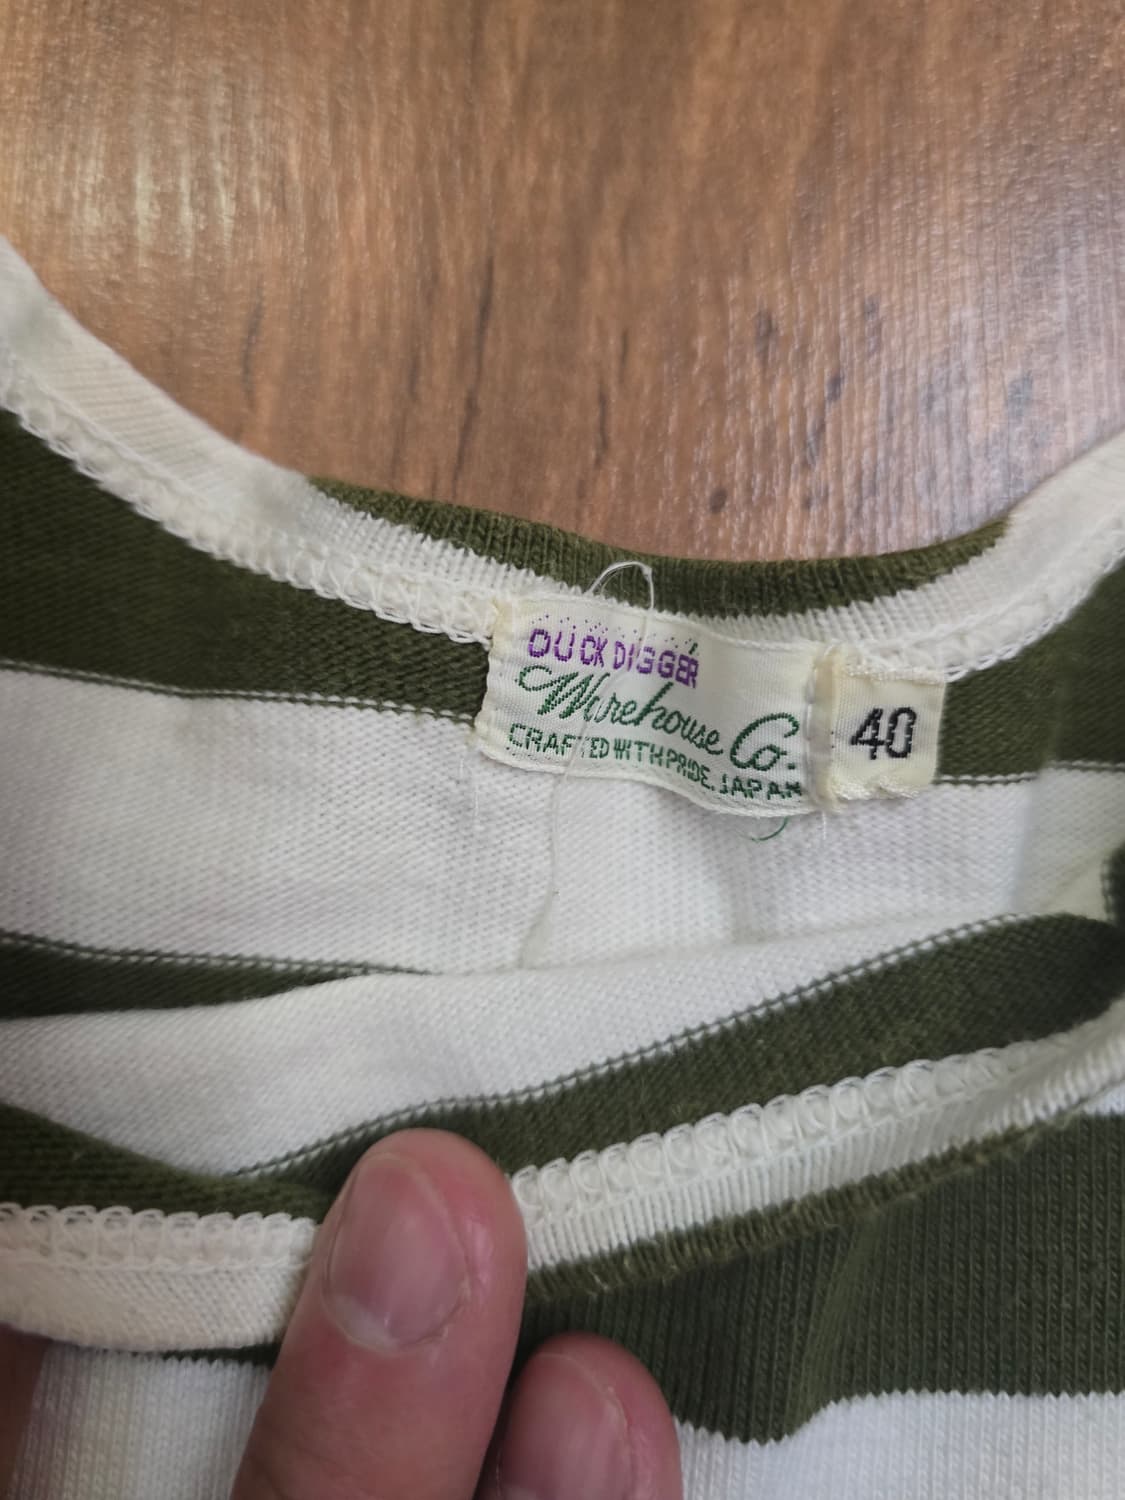 DUCK DIGGER
Warehouse Co.
CRAFTED WITH PRIDE. JAPAN
40